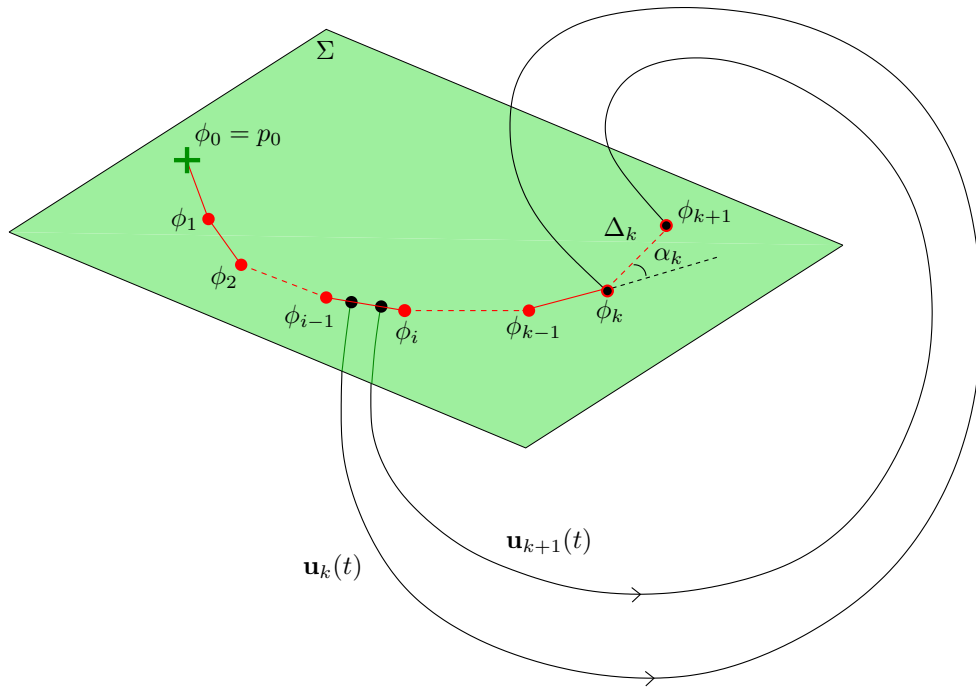 Σ
ϕ₀ = p₀
ϕ₁
ϕₖ₊₁
Δₖ
αₖ
ϕ₂
ϕᵢ₋₁
ϕᵢ
ϕₖ₋₁
ϕₖ
𝐮ₖ₊₁(t)
𝐮ₖ(t)